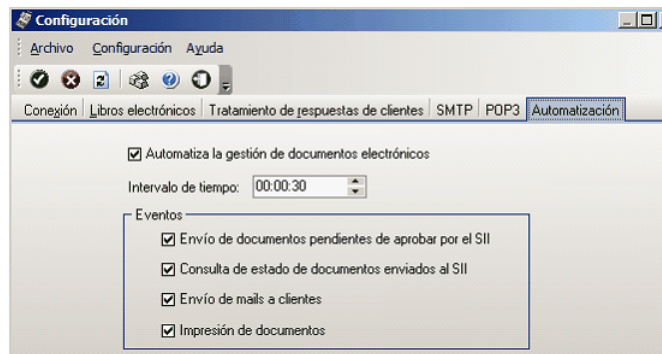 Configuración
Archivo Configuración Ayuda
Conexión Libros electrónicos Tratamiento de respuestas de clientes SMTP POP3 Automatización
Automatiza la gestión de documentos electrónicos
Intervalo de tiempo: 00:00:30
Eventos
Envío de documentos pendientes de aprobar por el SII
Consulta de estado de documentos enviados al SII
Envío de mails a clientes
Impresión de documentos